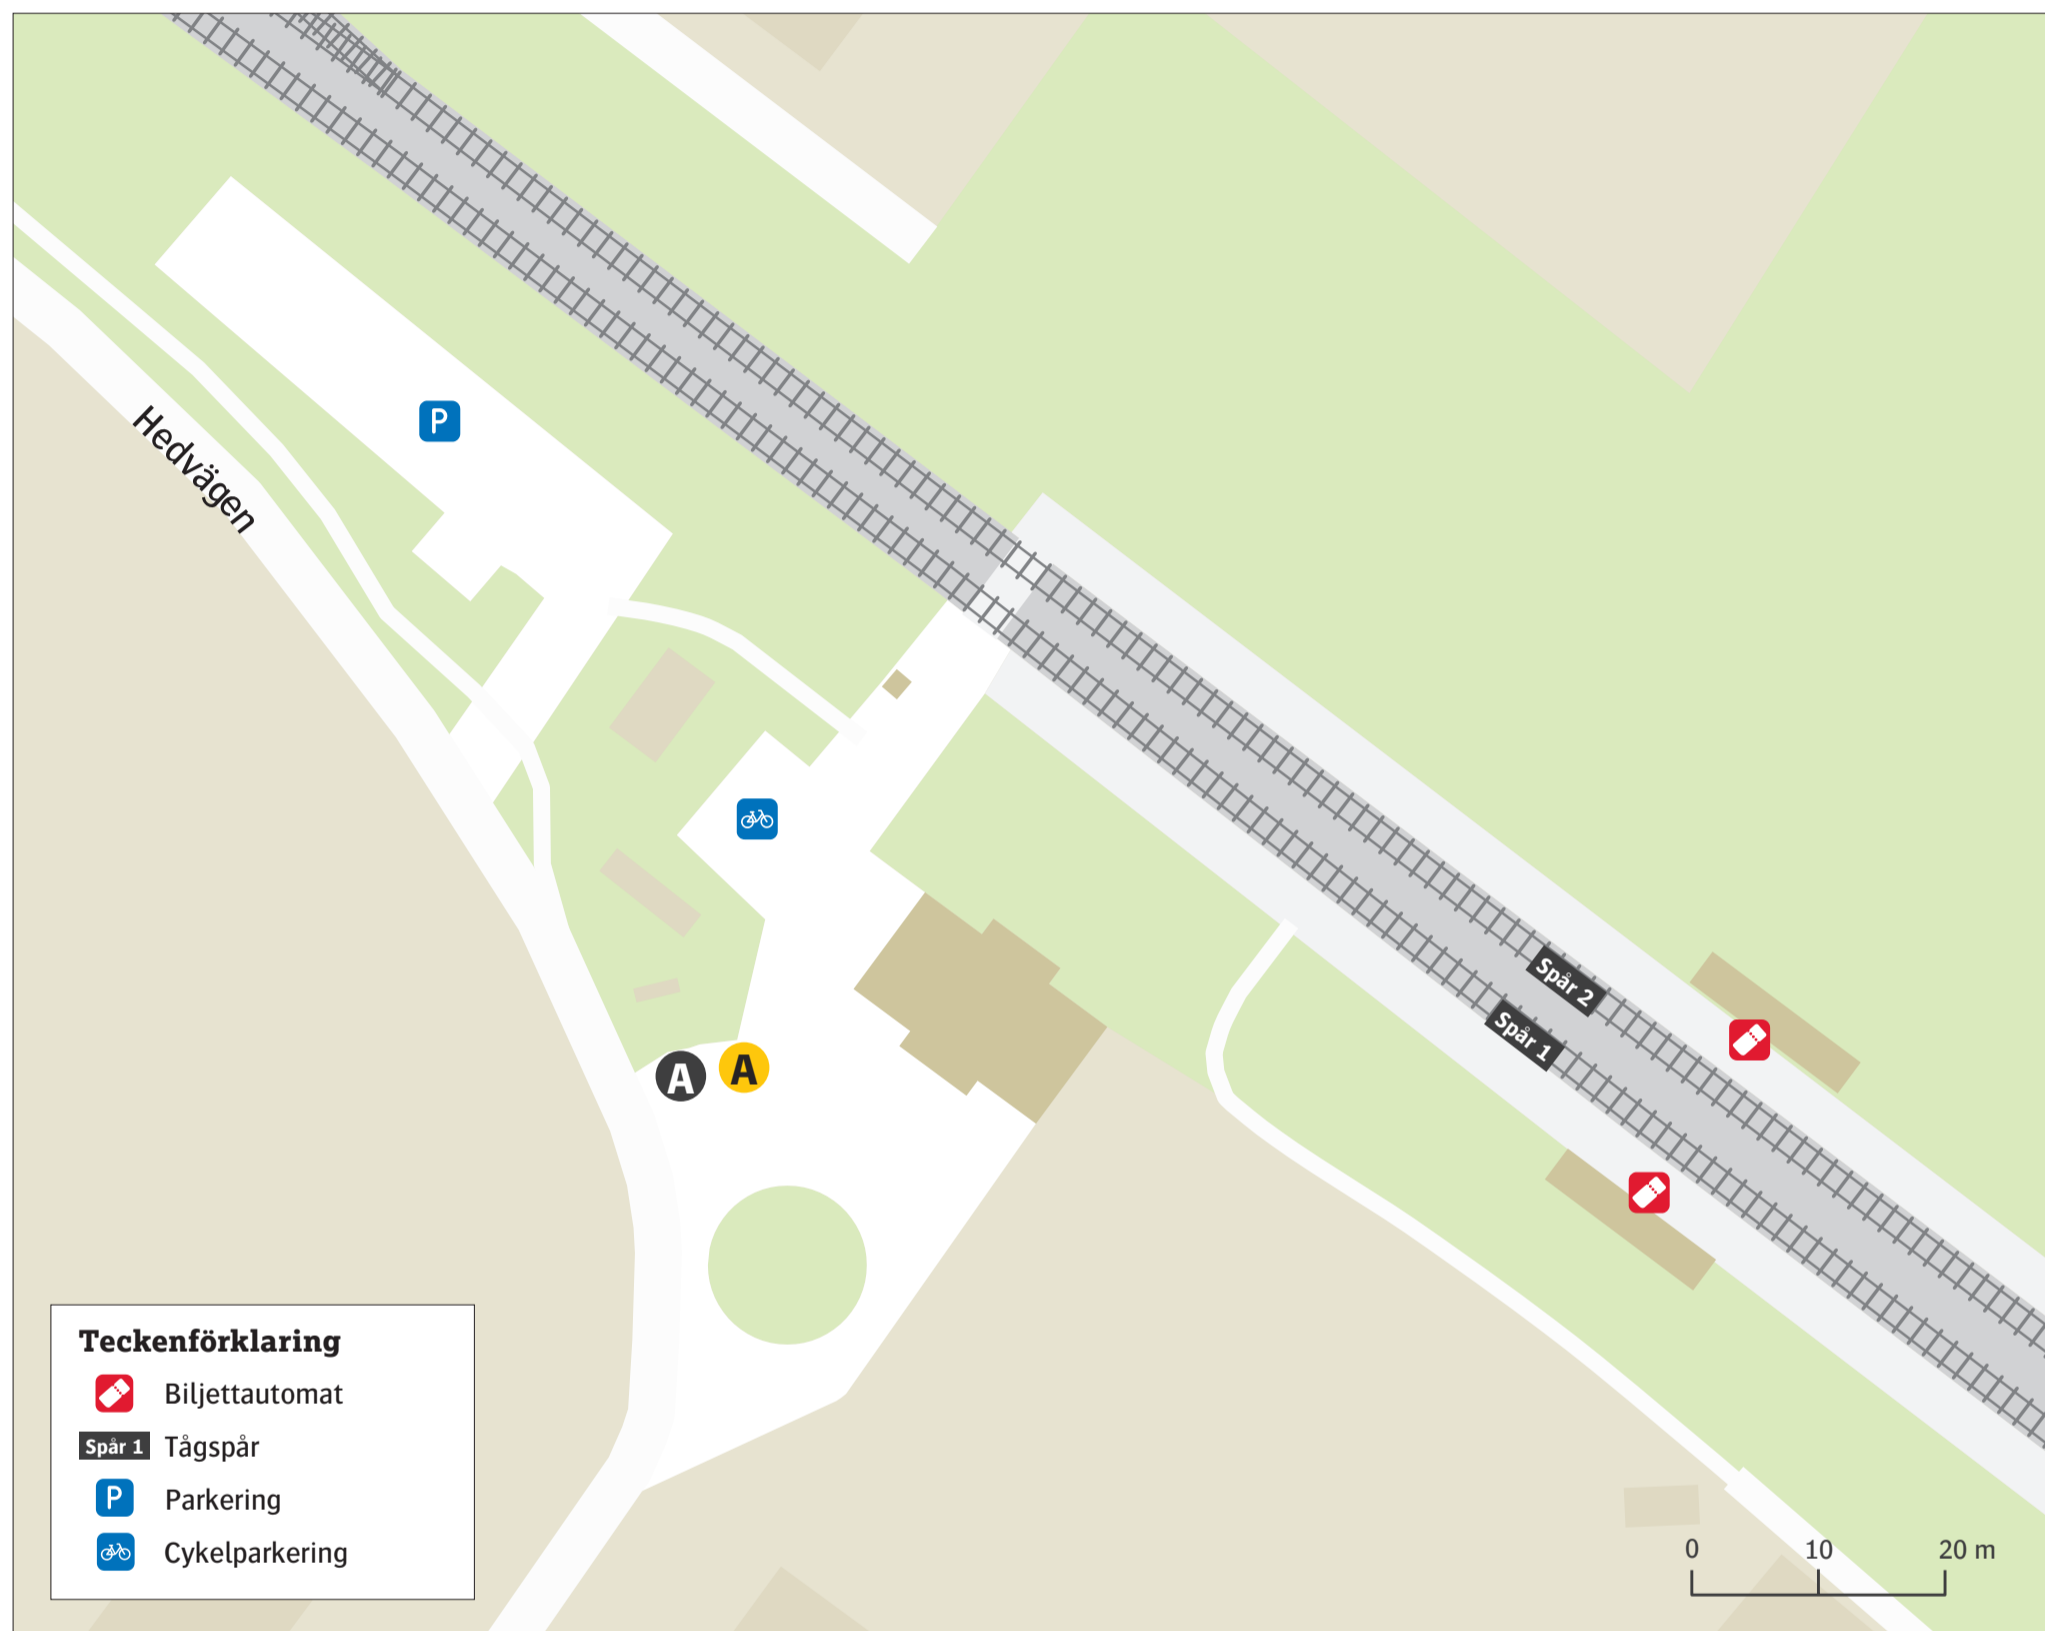 P
Hedvägen
Spår 2
Spår 1
A
A
Teckenförklaring
Biljettautomat
Spår 1 Tågspår
P Parkering
Cykelparkering
0 10 20 m